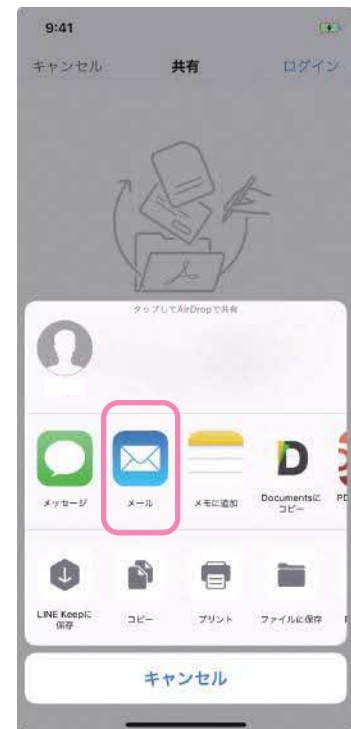 9:41
キャンセル 共有 ログイン
タップしてAirDropで共有
メッセージ
メール
メモに追加
Documentsに
コピー
PD
LINE Keepに
保存
コピー
プリント
ファイルに保存
キャンセル